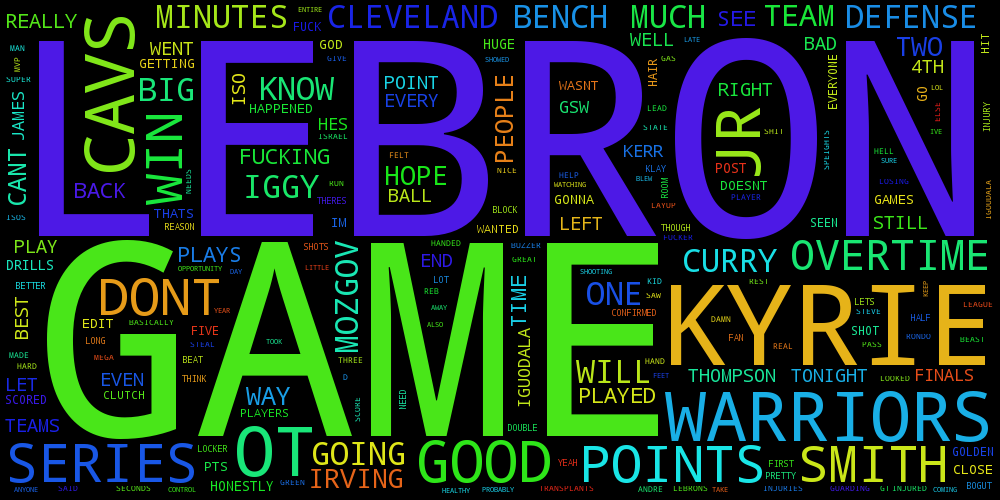 REALLY
CAVS
MINUTES
ENTIRE
FUCK
CLEVELAND
BENCH
MUCH
SEE
TEAM
DEFENSE
MAN
MVP
SUPER
WENT
GETTING
GOD
GIVE
HUGE
SHOWED
WELL
LATE
GAS
BAD
TWO
4TH
HIT
LEBRON
JAMES
CANT
ISOS
BACK
BIG
WIN
NEEDS
THATS
REASON
ISO
KNOW
HAPPENED
HES
ISRAEL
FUCKING
IGGY
RUN
THERES
IM
POINT
EVERY
FELT
HOPE
BALL
PEOPLE
NICE
BLOCK
WANTED
WASNT
GSW
HELP
WATCHING
GONNA
LEFT
HAIR
LEAD
STATE
KERR
KLAY
BLEW
ROOM
LAYUP
THOUGH
FUCKER
RIGHT
JR
SHIT
POST
DOESNT
PLAYER
EVERYONE
SPEIGHTS
SEEN
GO
LOL
ELSE
IVE
HELL
SURE
LOSING
GAMES
STILL
INJURY
IGOUDALA
PLAY
DRILLS
BETTER
BEST
MADE
HARD
LET
SCORED
TEAMS
GAME
PLAYS
OPPORTUNITY
DAY
SHOTS
LITTLE
MOZGOV
DONT
YEAR
EDIT
BASICALLY
LONG
MEGA
EVEN
CLUTCH
FIVE
STEAL
BEAT
THINK
TOOK
WAY
PLAYERS
THREE
D
SCORE
HANDED
END
LOT
REB
AWAY
ALSO
NEED
BUZZER
GREAT
TIME
IGUODALA
DOUBLE
SHOOTING
ONE
CONFIRMED
KID
SAW
WILL
PLAYED
HAND
FEET
CURRY
REST
OVERTIME
KYRIE
DAMN
FAN
REAL
LETS
STEVE
SHOT
PASS
KEEP
HALF
RONDO
LEAGUE
BEAST
THOMPSON
TONIGHT
LOOKED
FINALS
WARRIORS
SERIES
ANYONE
SAID
SECONDS
CONTROL
LOCKER
PTS
HONESTLY
OT
GREEN
GOING
IRVING
GOOD
HEALTHY
PROBABLY
YEAH
TRANSPLANTS
POINTS
ANDRE
LEBRONS
TAKE
FIRST
PRETTY
INJURIES
SMITH
GUARDING
GT
INJURED
COMING
GOLDEN
CLOSE
BOGUT